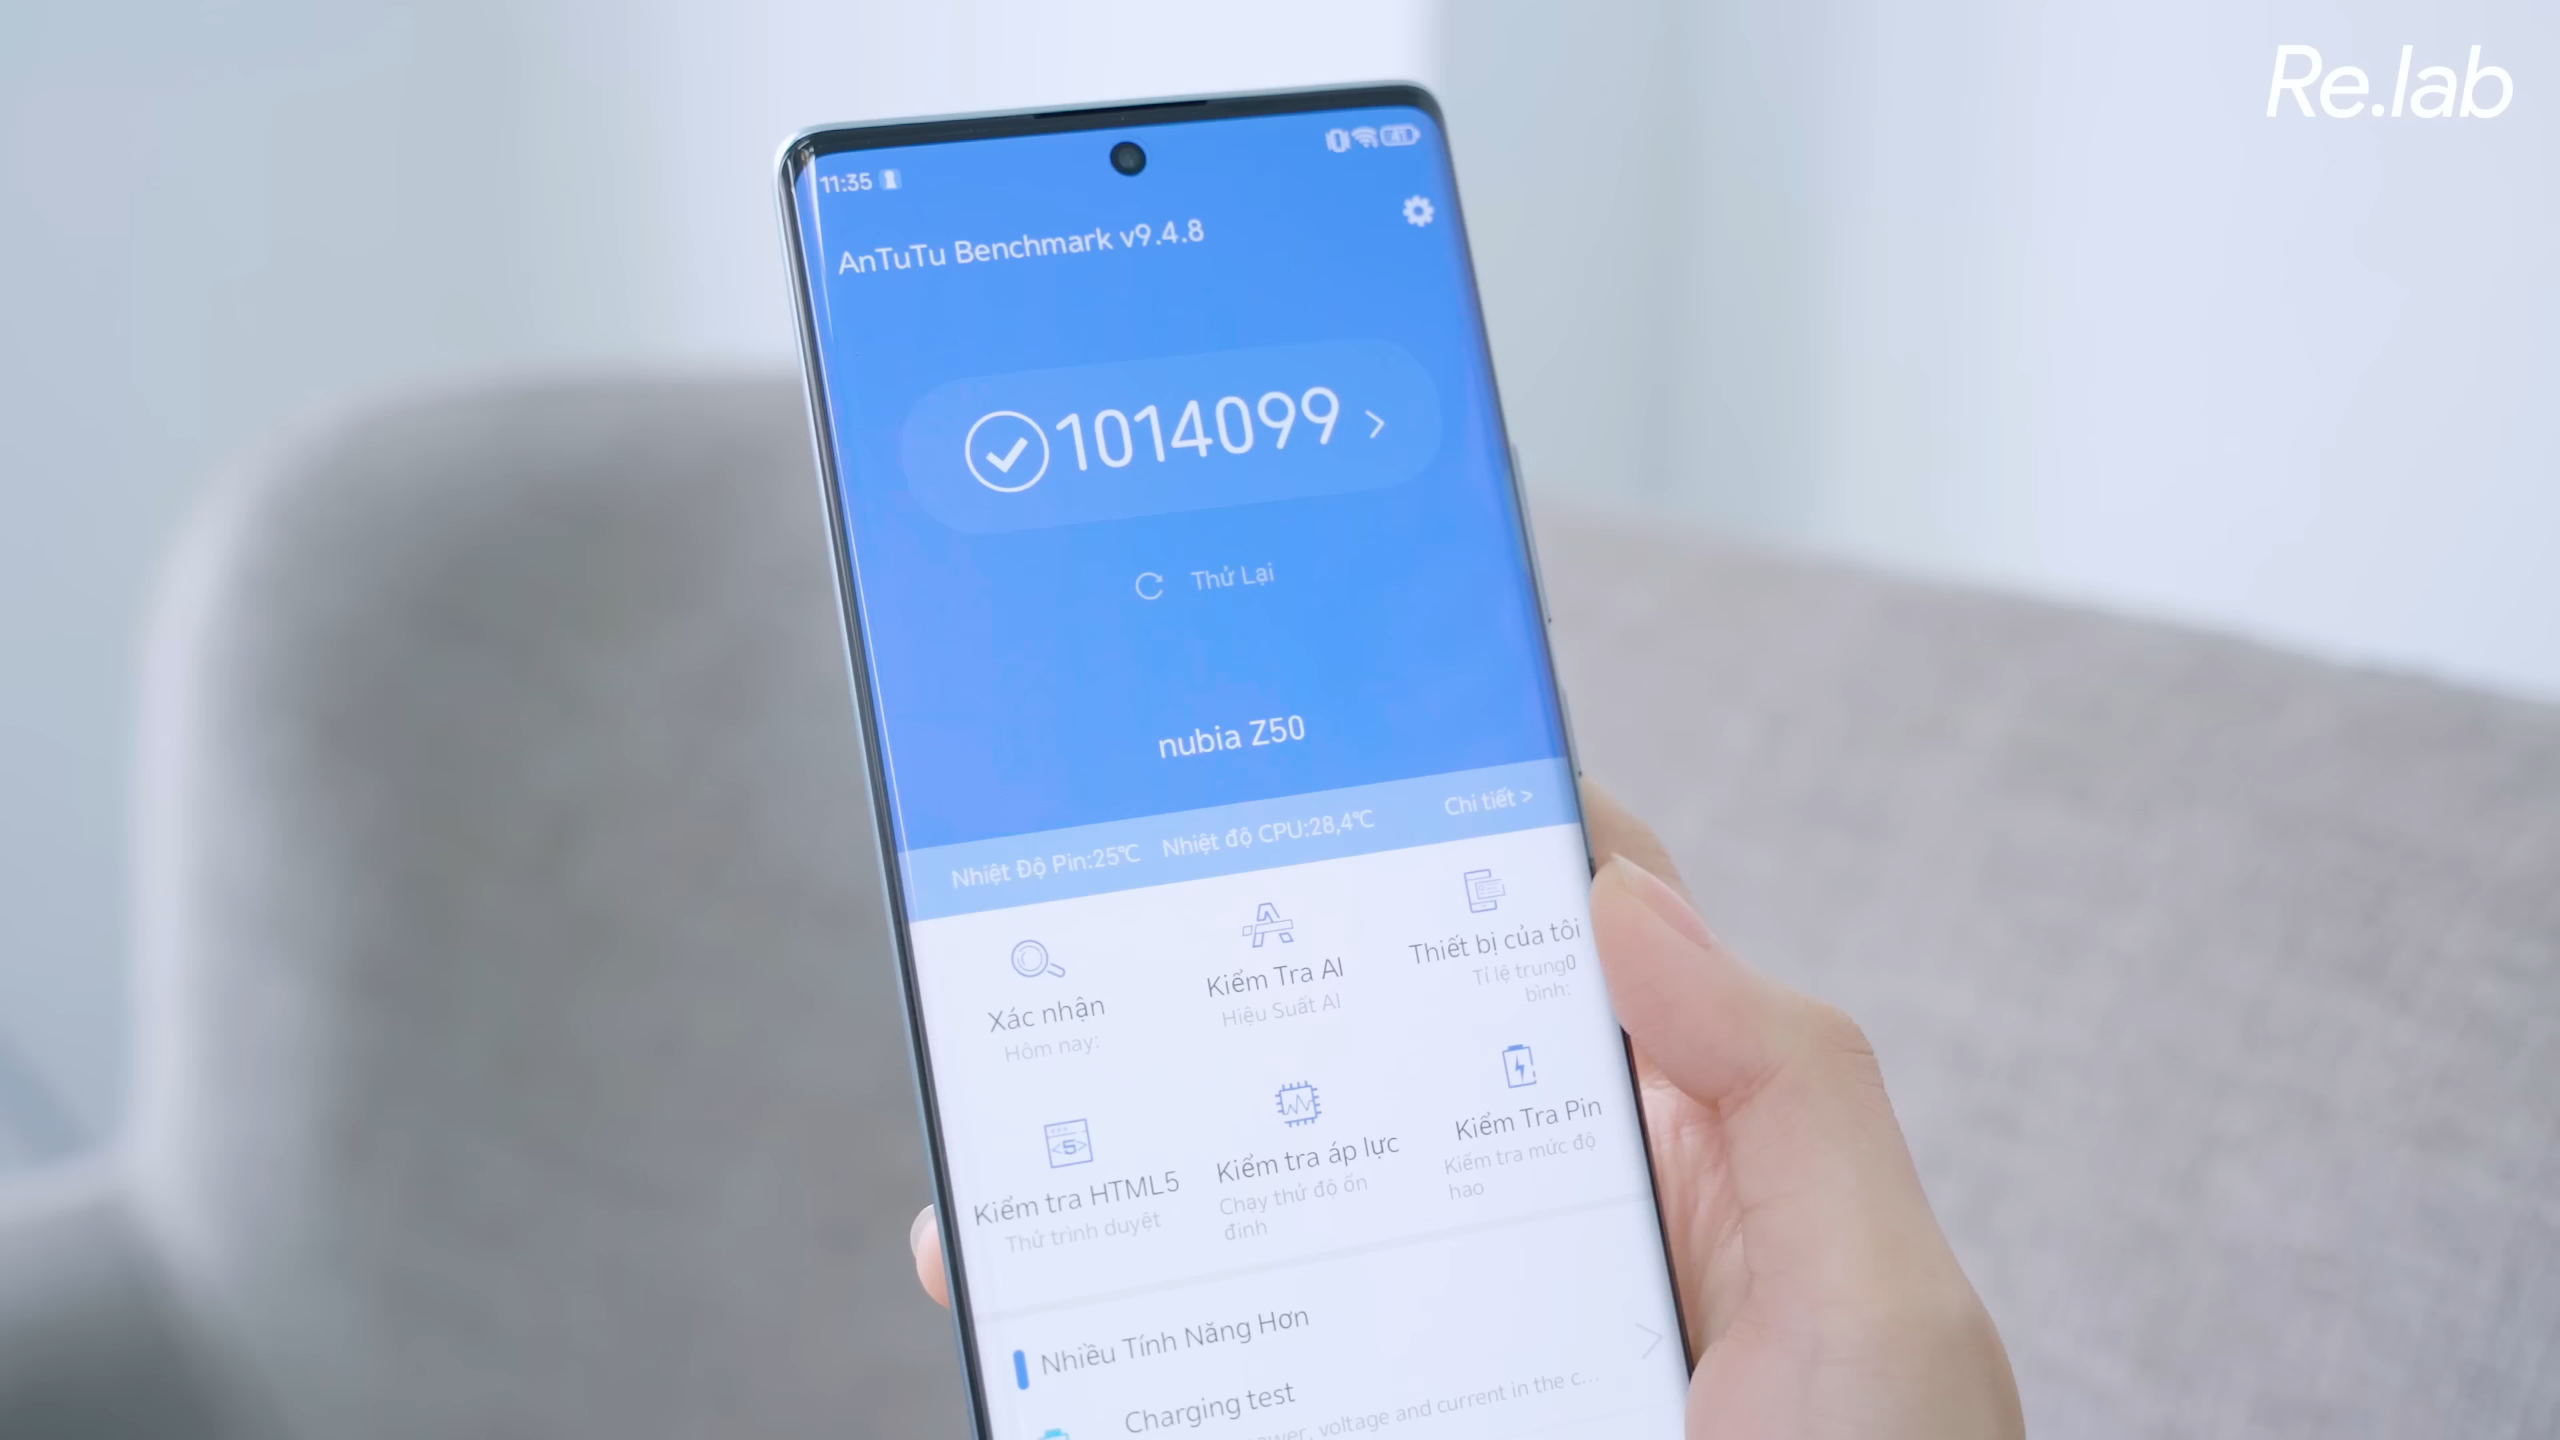 Re.lab
11:35
41
AnTuTu Benchmark v9.4.8
1014099 >
Thử Lại
nubia Z50
Nhiệt Độ Pin:25℃ Nhiệt độ CPU:28,4℃ Chi tiết >
Xác nhận
Hôm nay:
Kiểm Tra AI
Hiệu Suất AI
Thiết bị của tôi
Tỉ lệ trung0
bình:
Kiểm tra HTML5
Thử trình duyệt
Kiểm tra áp lực
Chạy thử độ ổn
đinh
Kiểm Tra Pin
Kiểm tra mức độ
hao
Nhiều Tính Năng Hơn
Charging test
voltage and current in the c...